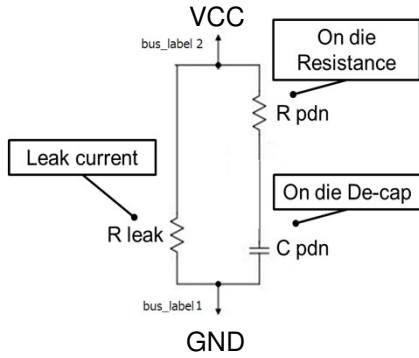 VCC
bus_label 2
On die
Resistance
R pdn
Leak current
On die De-cap
R leak
C pdn
bus_label 1
GND